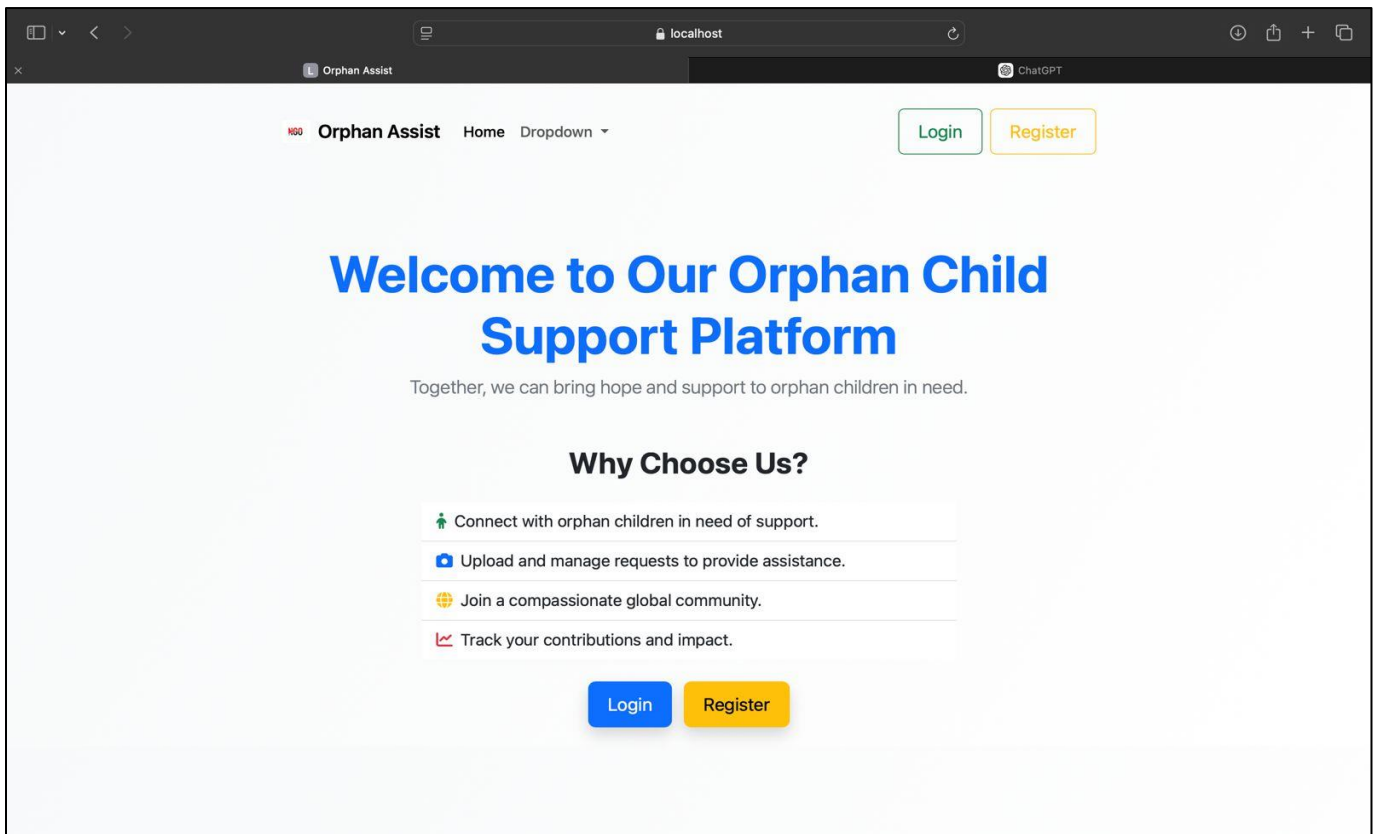 localhost
L Orphan Assist
ChatGPT
NGO Orphan Assist Home Dropdown Login Register
Welcome to Our Orphan Child
Support Platform
Together, we can bring hope and support to orphan children in need.
Why Choose Us?
Connect with orphan children in need of support.
Upload and manage requests to provide assistance.
Join a compassionate global community.
Track your contributions and impact.
Login Register